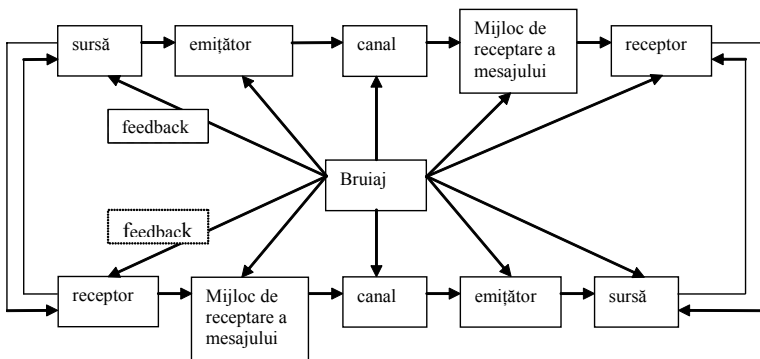 sursă
emițător
canal
Mijloc de
receptare a
mesajului
receptor
feedback
Bruiaj
feedback
receptor
Mijloc de
receptare a
mesajului
canal
emițător
sursă